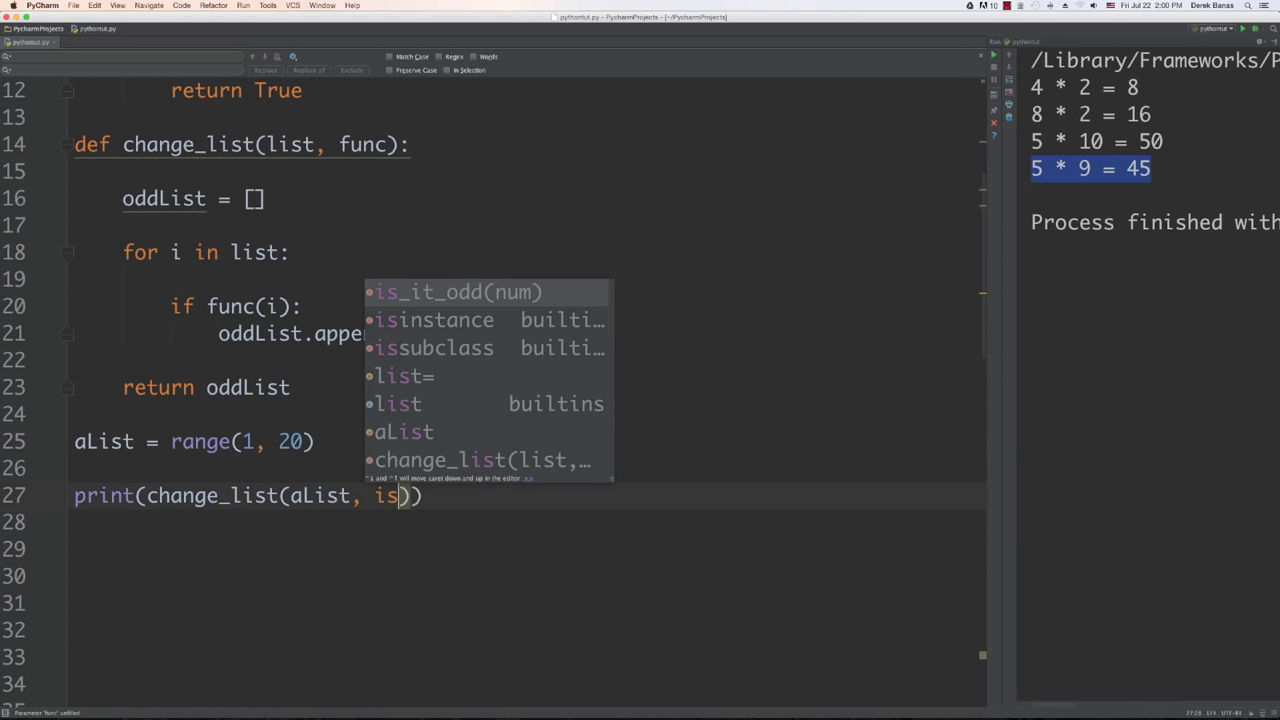 PyCharm File Edit View Navigate Code Refactor Run Tools VCS Window Help
10 Fri Jul 22 2:00 PM Derek Banas
pythontut.py - PycharmProjects - [~/PycharmProjects]
PycharmProjects pythontut.py
pythontut
pythontut.py
Run pythontut
Match Case Regex Words
Replace Replace all Exclude Preserve Case In Selection
12 return True
13
14 def change_list(list, func):
15
16 oddList = []
17
18 for i in list:
19
20 if func(i):
21 oddList.appe
22
23 return oddList
24
25 aList = range(1, 20)
26
27 print(change_list(aList, is))
28
29
30
31
32
33
34
is_it_odd(num)
isinstance builti…
issubclass builti…
list=
list builtins
aList
change_list(list,…
^↓ and ^↑ will move caret down and up in the editor >>
/Library/Frameworks/P
4 * 2 = 8
8 * 2 = 16
5 * 10 = 50
5 * 9 = 45
Process finished with
Parameter 'func' unfilled
27:28 LF÷ UTF-8÷